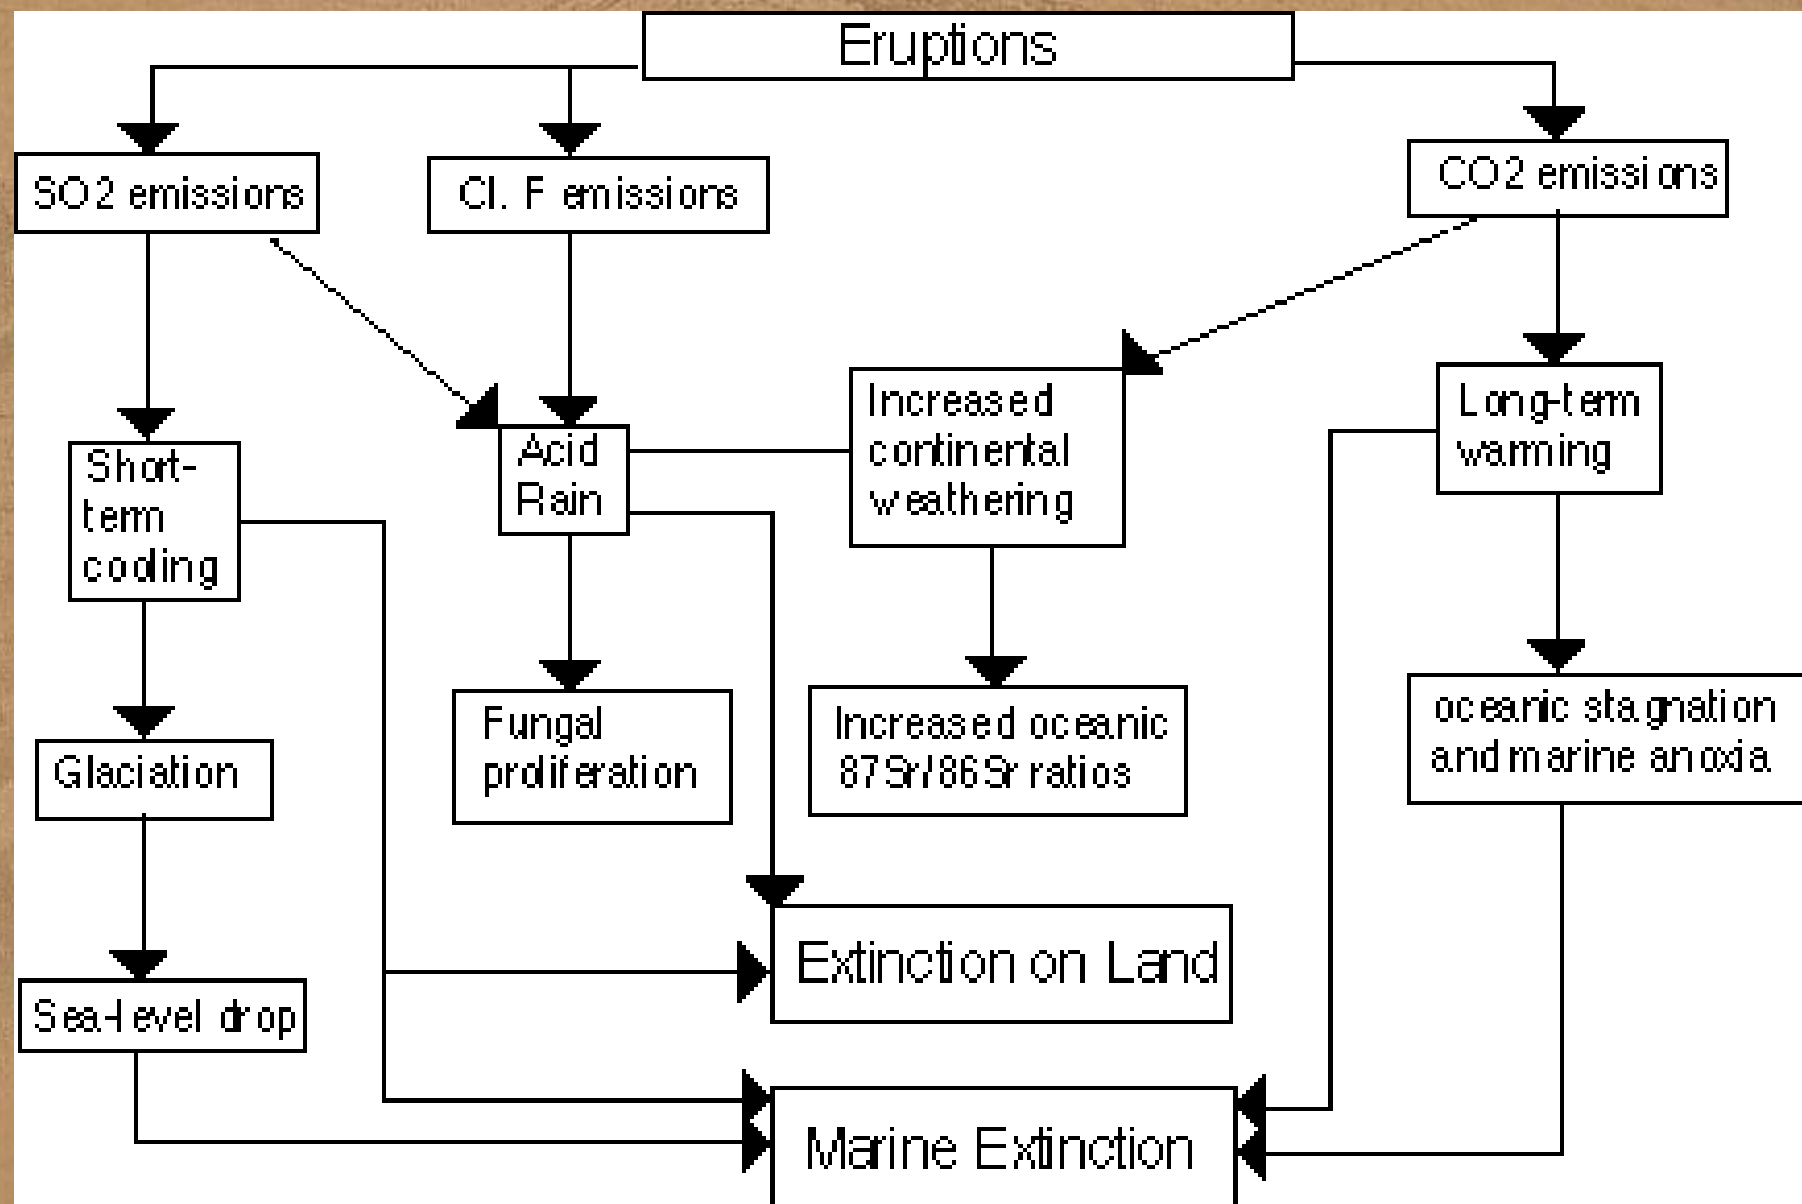 Eruptions
SO2 emissions
Cl. F emissions
CO2 emissions
Increased
continental
weathering
Long-term
warming
Acid
Rain
Short-
term
cooling
Fungal
proliferation
Increased oceanic
87Sr/86Sr ratios
oceanic stagnation
and marine anoxia
Glaciation
Extinction on Land
Sea-level drop
Marine Extinction